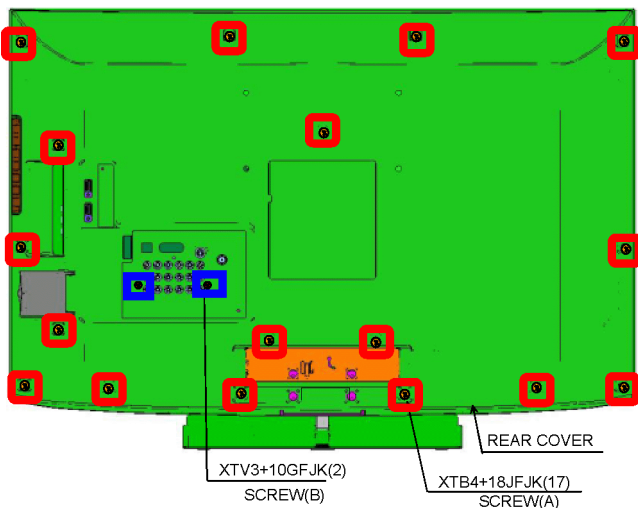 REAR COVER
XTV3+10GFJK(2)
SCREW(B)
XTB4+18JFJK(17)
SCREW(A)